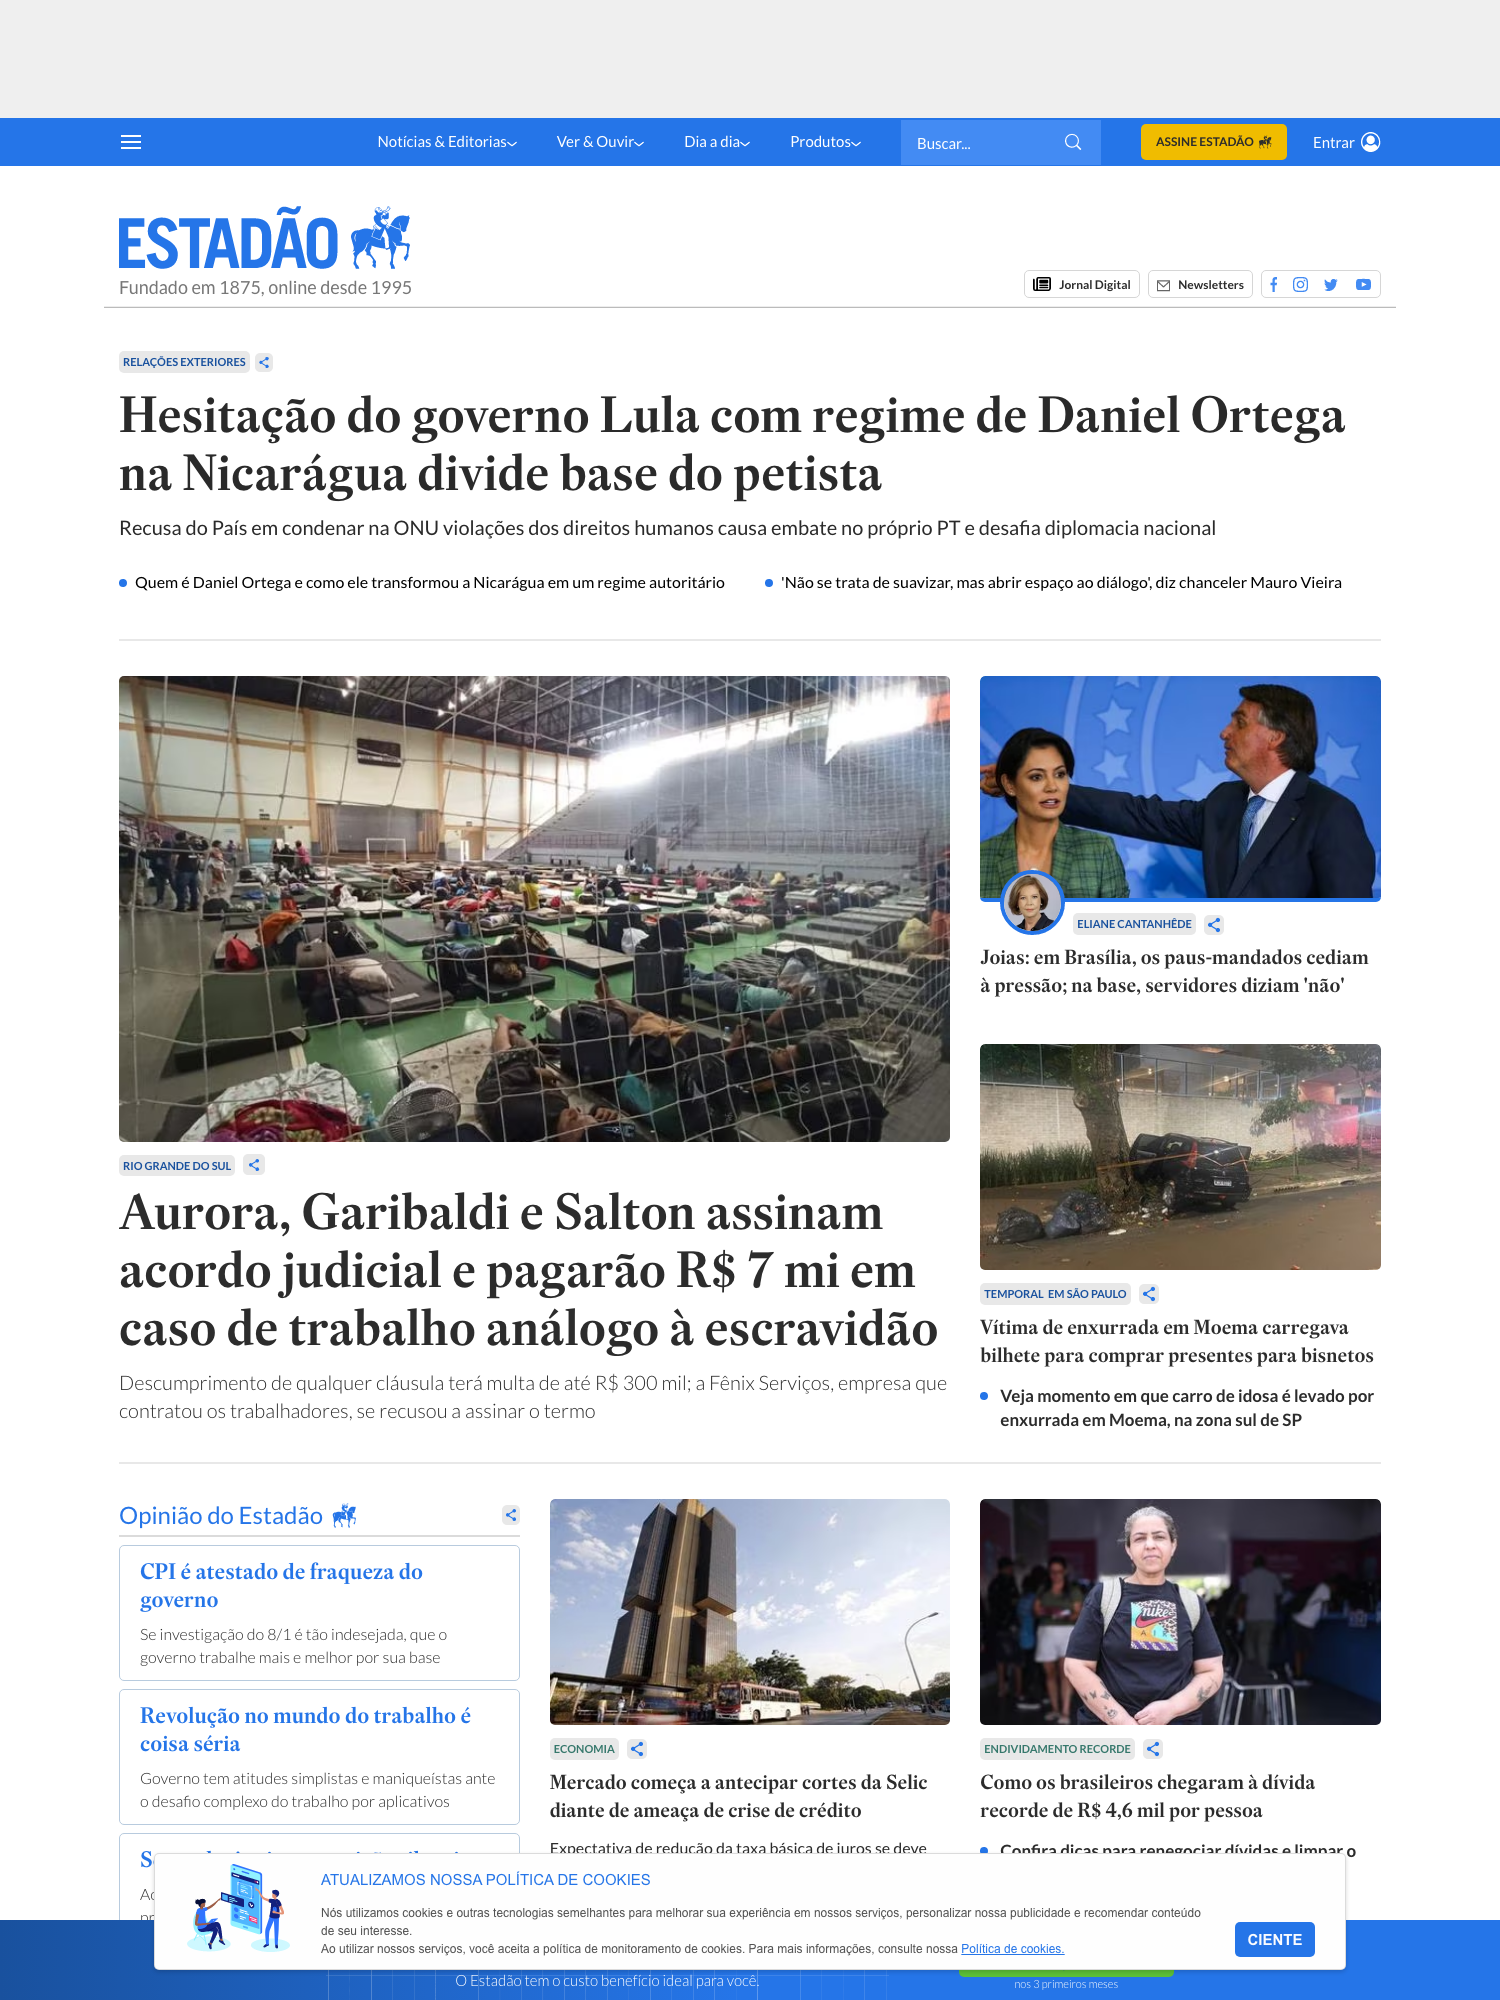 Notícias & Editorias
Ver & Ouvir
Dia a dia
Produtos
Buscar...
ASSINE ESTADÃO
Entrar
ESTADÃO
Fundado em 1875, online desde 1995
Jornal Digital
Newsletters
RELAÇÕES EXTERIORES
Hesitação do governo Lula com regime de Daniel Ortega
na Nicarágua divide base do petista
Recusa do País em condenar na ONU violações dos direitos humanos causa embate no próprio PT e desafia diplomacia nacional
Quem é Daniel Ortega e como ele transformou a Nicarágua em um regime autoritário
'Não se trata de suavizar, mas abrir espaço ao diálogo', diz chanceler Mauro Vieira
RIO GRANDE DO SUL
Aurora, Garibaldi e Salton assinam
acordo judicial e pagarão R$ 7 mi em
caso de trabalho análogo à escravidão
Descumprimento de qualquer cláusula terá multa de até R$ 300 mil; a Fênix Serviços, empresa que
contratou os trabalhadores, se recusou a assinar o termo
ELIANE CANTANHÊDE
Joias: em Brasília, os paus-mandados cediam
à pressão; na base, servidores diziam 'não'
TEMPORAL EM SÃO PAULO
Vítima de enxurrada em Moema carregava
bilhete para comprar presentes para bisnetos
Veja momento em que carro de idosa é levado por
enxurrada em Moema, na zona sul de SP
Opinião do Estadão
CPI é atestado de fraqueza do
governo
Se investigação do 8/1 é tão indesejada, que o
governo trabalhe mais e melhor por sua base
Revolução no mundo do trabalho é
coisa séria
Governo tem atitudes simplistas e maniqueístas ante
o desafio complexo do trabalho por aplicativos
ECONOMIA
Mercado começa a antecipar cortes da Selic
diante de ameaça de crise de crédito
Expectativa de redução da taxa básica de juros se deve
nike
ENDIVIDAMENTO RECORDE
Como os brasileiros chegaram à dívida
recorde de R$ 4,6 mil por pessoa
Confira dicas para renegociar dívidas e limpar o
ATUALIZAMOS NOSSA POLÍTICA DE COOKIES
Nós utilizamos cookies e outras tecnologias semelhantes para melhorar sua experiência em nossos serviços, personalizar nossa publicidade e recomendar conteúdo
de seu interesse.
Ao utilizar nossos serviços, você aceita a política de monitoramento de cookies. Para mais informações, consulte nossa Política de cookies.
CIENTE
O Estadão tem o custo benefício ideal para você.
nos 3 primeiros meses